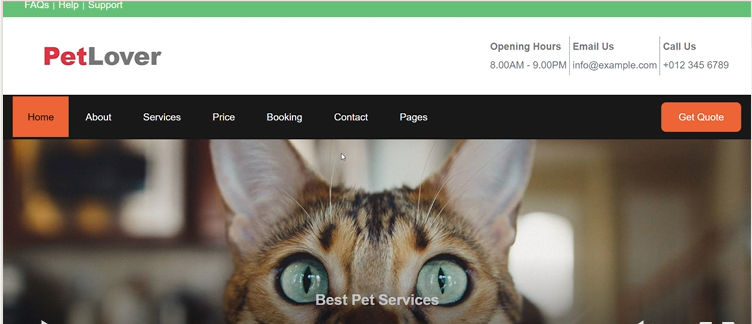 FAQs | Help | Support
PetLover
Opening Hours
8.00AM - 9.00PM
Email Us
info@example.com
Call Us
+012 345 6789
Home About Services Price Booking Contact Pages Get Quote
Best Pet Services